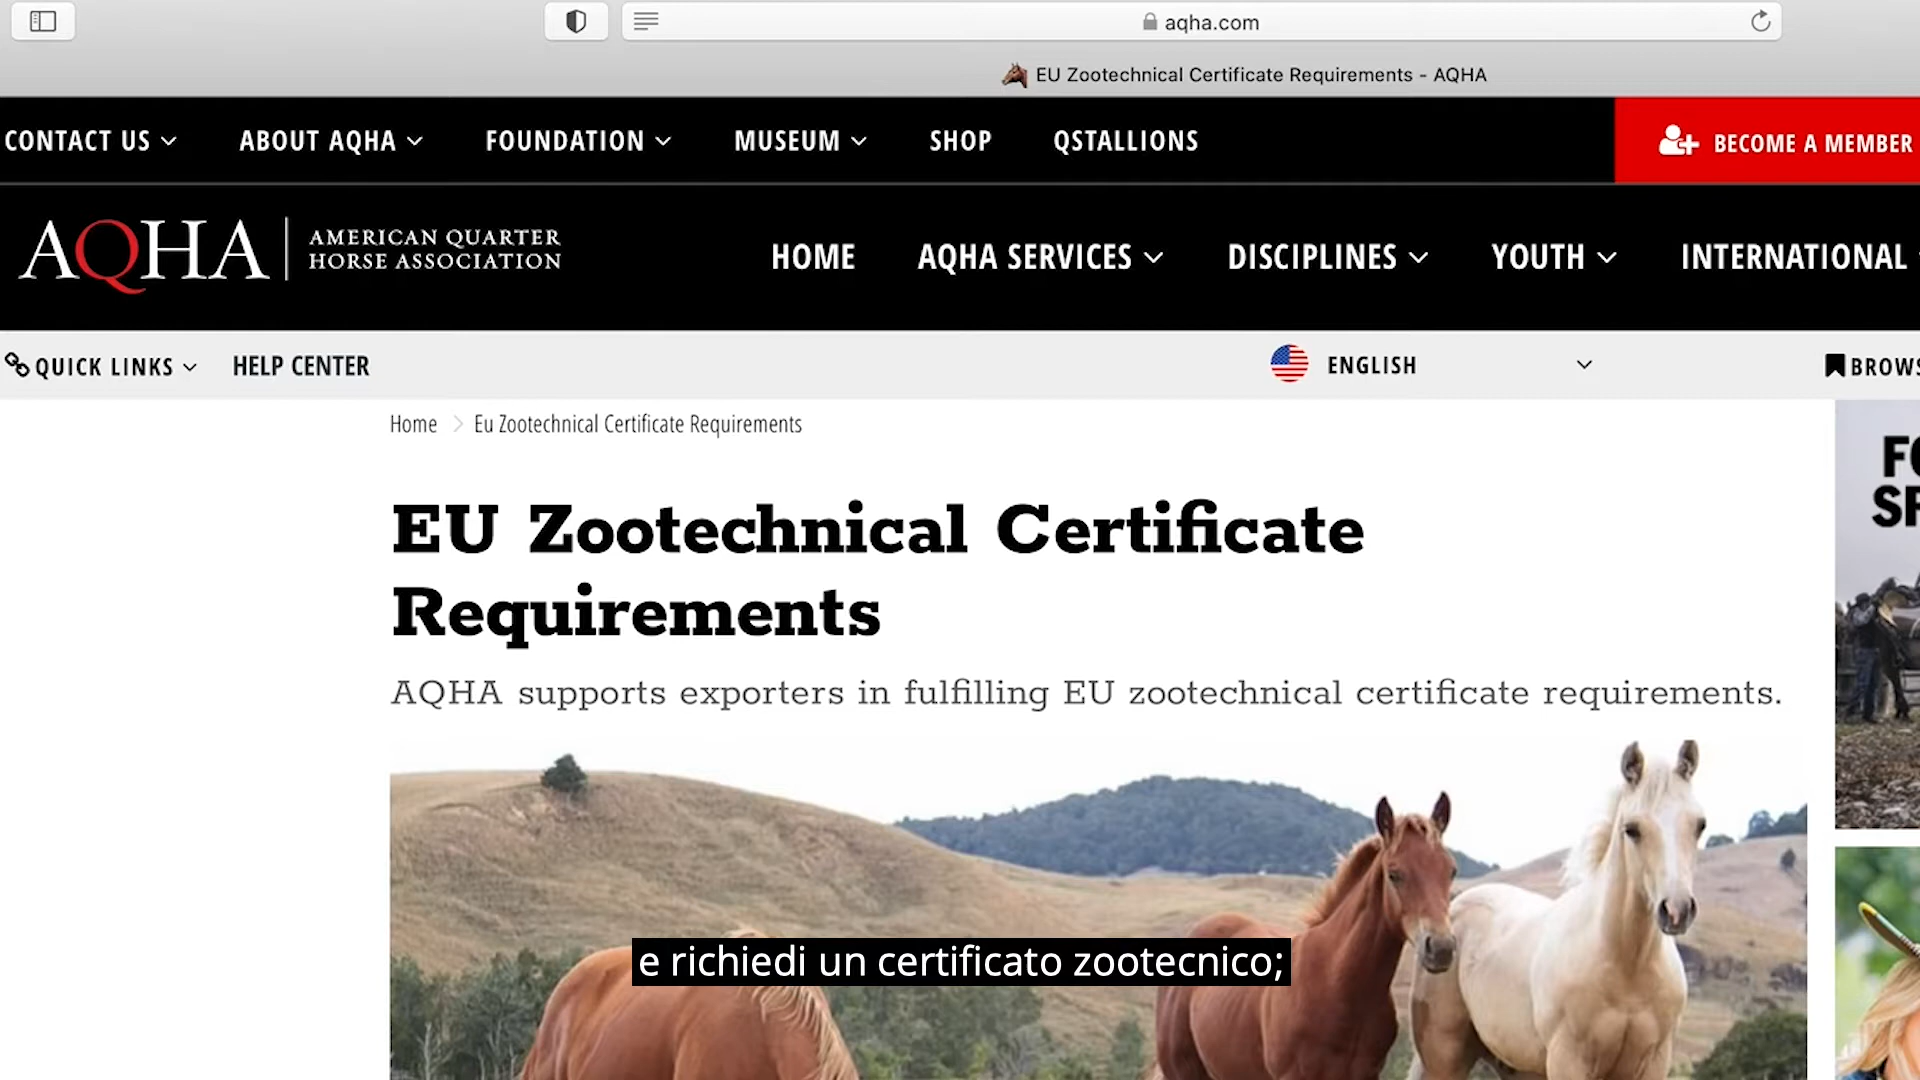 aqha.com
EU Zootechnical Certificate Requirements - AQHA
CONTACT US ABOUT AQHA FOUNDATION MUSEUM SHOP QSTALLIONS
BECOME A MEMBER
AQHA AMERICAN QUARTER
HORSE ASSOCIATION
HOME AQHA SERVICES DISCIPLINES YOUTH INTERNATIONAL
QUICK LINKS HELP CENTER ENGLISH
Home Eu Zootechnical Certificate Requirements
EU Zootechnical Certificate
Requirements
AQHA supports exporters in fulfilling EU zootechnical certificate requirements.
e richiedi un certificato zootecnico;